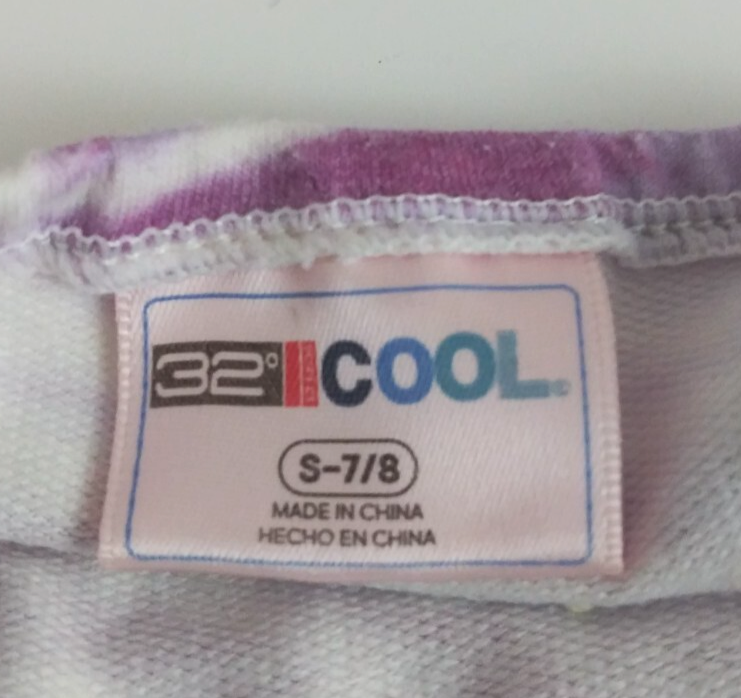 32° COOL
S-7/8
MADE IN CHINA
HECHO EN CHINA